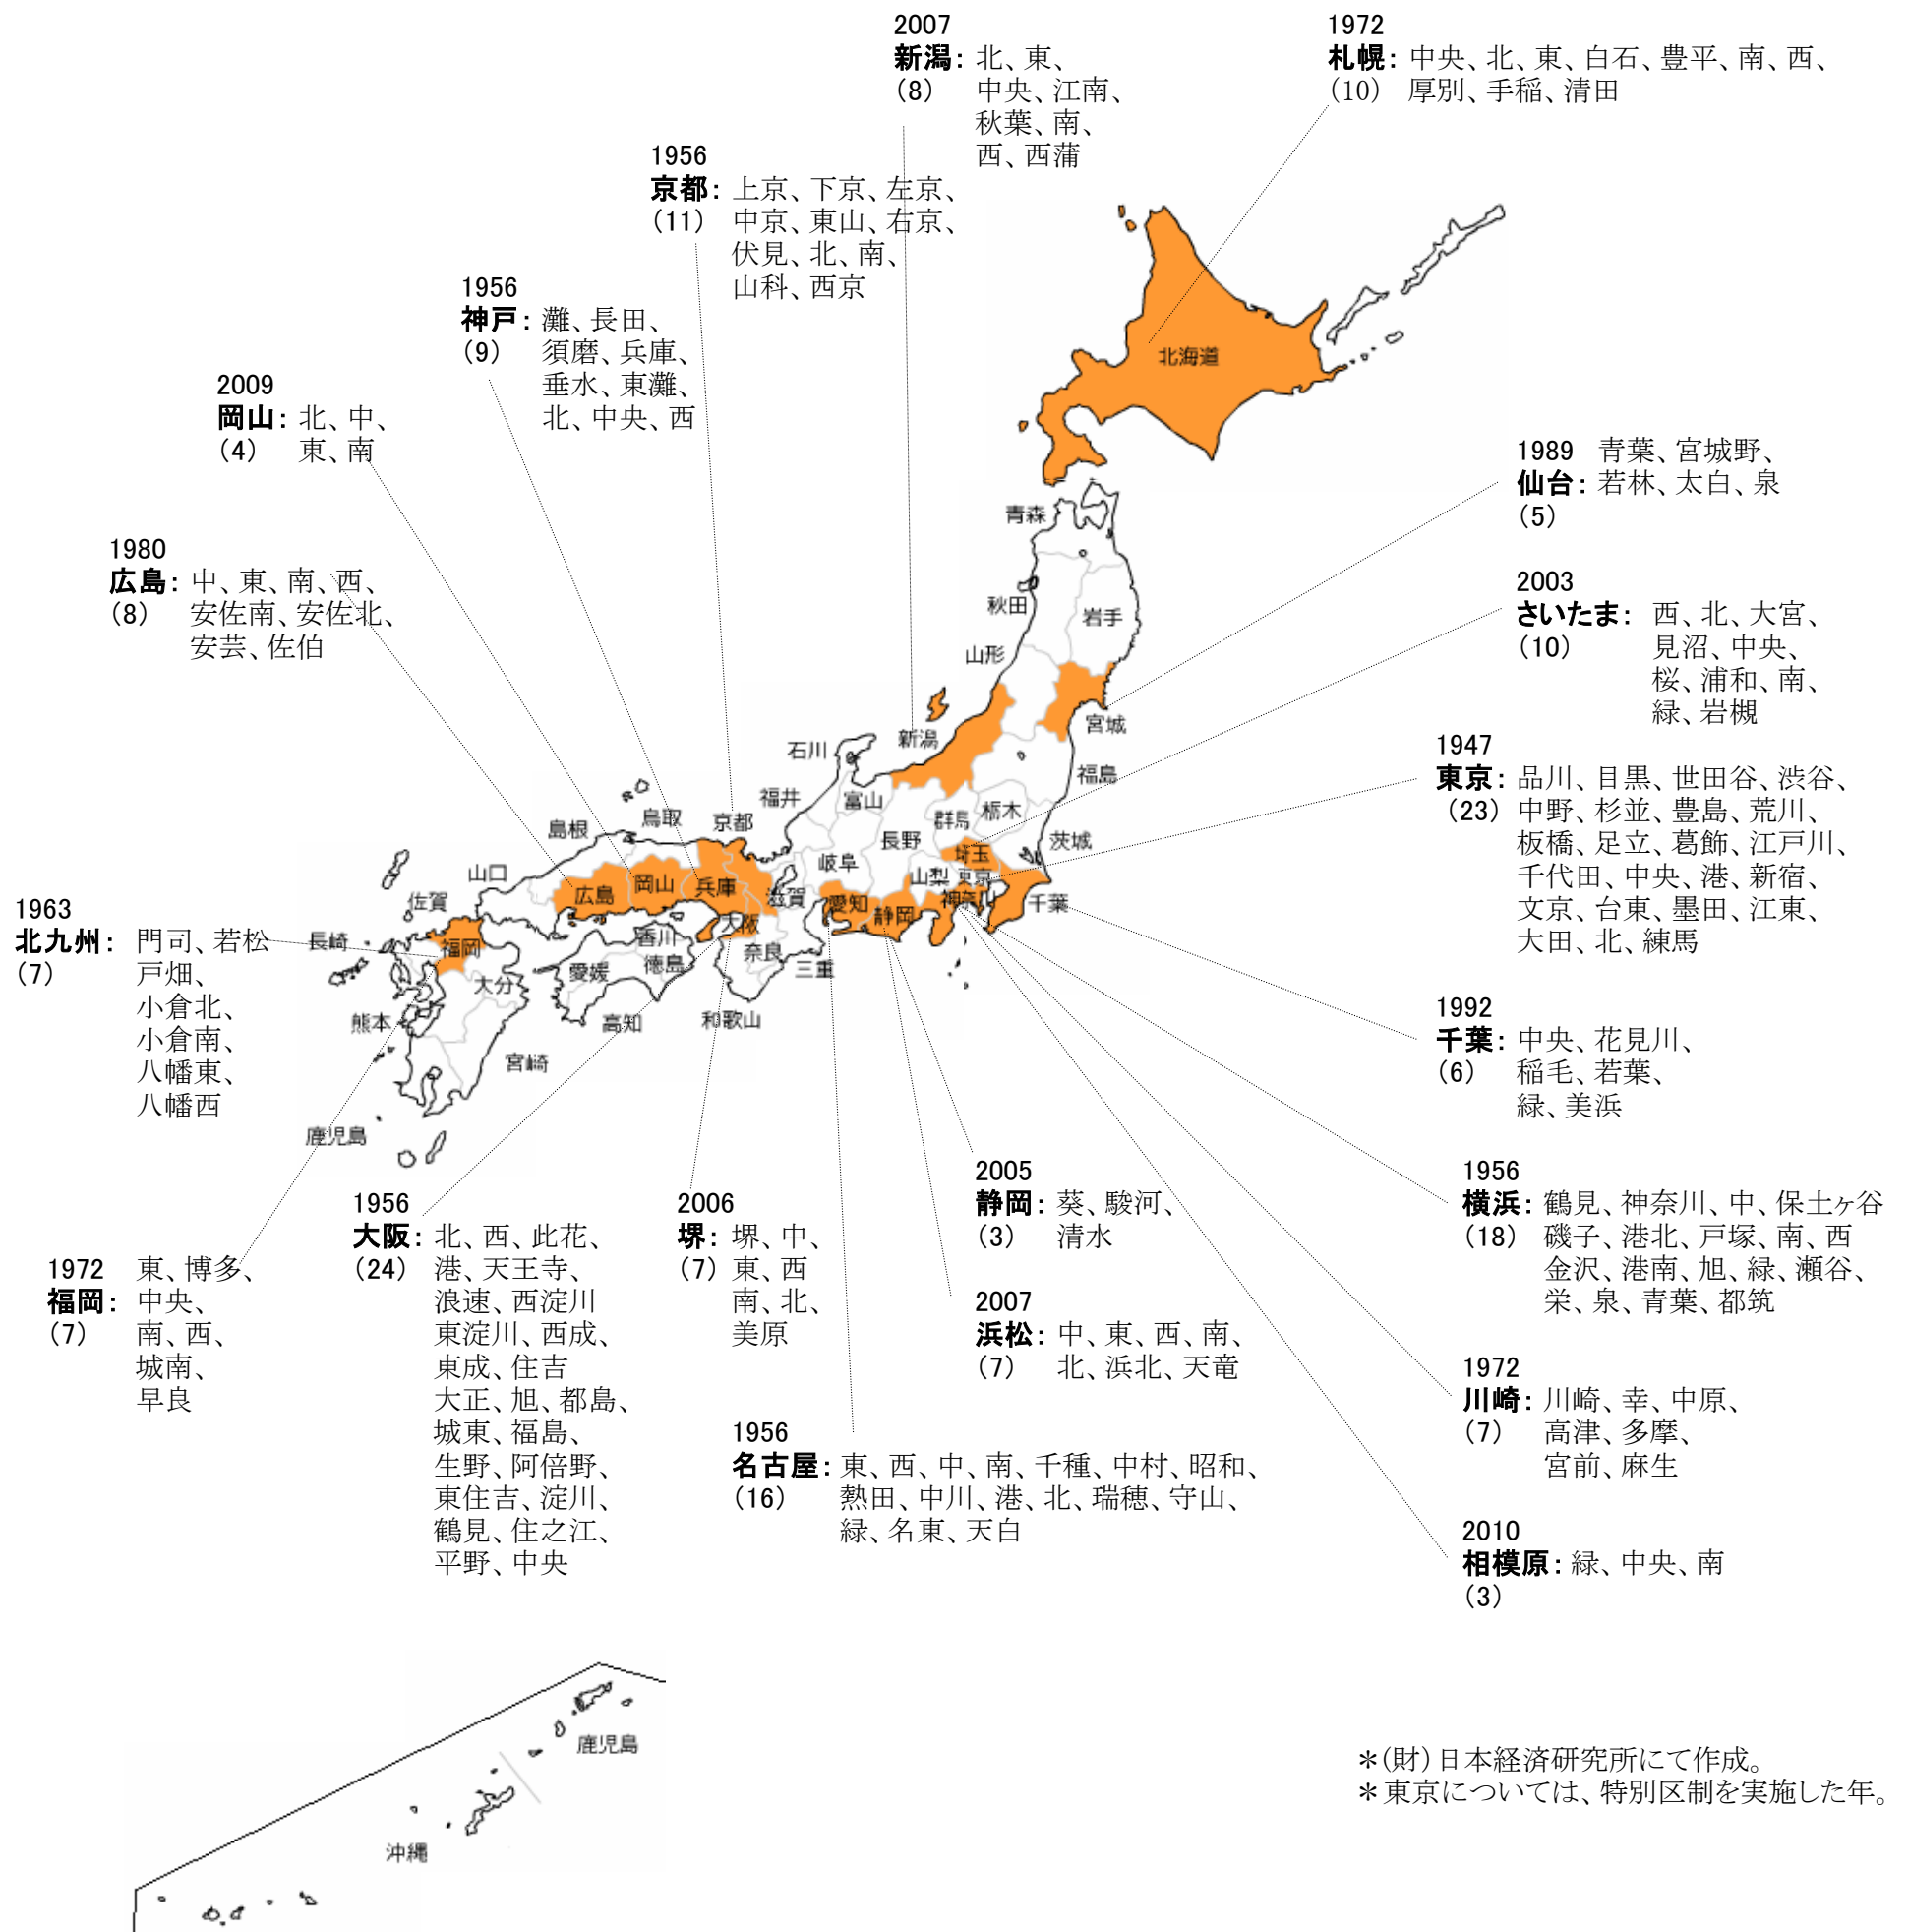 2007
新潟：北、東、
(8) 中央、江南、
秋葉、南、
西、西蒲
1972
札幌：中央、北、東、白石、豊平、南、西、
(10) 厚別、手稲、清田
1956
京都：上京、下京、左京、
(11) 中京、東山、右京、
伏見、北、南、
山科、西京
1956
神戸：灘、長田、
(9) 須磨、兵庫、
垂水、東灘、
北、中央、西
2009
岡山：北、中、
(4) 東、南
1980
広島：中、東、南、西、
(8) 安佐南、安佐北、
安芸、佐伯
1989 青葉、宮城野、
仙台：若林、太白、泉
(5)
2003
さいたま：西、北、大宮、
(10) 見沼、中央、
桜、浦和、南、
緑、岩槻
1947
東京：品川、目黒、世田谷、渋谷、
(23) 中野、杉並、豊島、荒川、
板橋、足立、葛飾、江戸川、
千代田、中央、港、新宿、
文京、台東、墨田、江東、
大田、北、練馬
1963
北九州：門司、若松
(7) 戸畑、
小倉北、
小倉南、
八幡東、
八幡西
1992
千葉：中央、花見川、
(6) 稲毛、若葉、
緑、美浜
1972 東、博多、
福岡：中央、
(7) 南、西、
城南、
早良
1956
大阪：北、西、此花、
(24) 港、天王寺、
浪速、西淀川
東淀川、西成、
東成、住吉
大正、旭、都島、
城東、福島、
生野、阿倍野、
東住吉、淀川、
鶴見、住之江、
平野、中央
2006
堺：堺、中、
(7) 東、西
南、北、
美原
2005
静岡：葵、駿河、
(3) 清水
2007
浜松：中、東、西、南、
(7) 北、浜北、天竜
1956
名古屋：東、西、中、南、千種、中村、昭和、
(16) 熱田、中川、港、北、瑞穂、守山、
緑、名東、天白
1956
横浜：鶴見、神奈川、中、保土ヶ谷
(18) 磯子、港北、戸塚、南、西
金沢、港南、旭、緑、瀬谷、
栄、泉、青葉、都筑
1972
川崎：川崎、幸、中原、
(7) 高津、多摩、
宮前、麻生
2010
相模原：緑、中央、南
(3)
北海道
青森
秋田
岩手
山形
宮城
新潟
福島
石川
富山
福井
群馬
栃木
茨城
長野
岐阜
埼玉
山梨
東京
千葉
神奈
静岡
愛知
滋賀
三重
京都
兵庫
大阪
奈良
和歌山
鳥取
島根
岡山
広島
山口
香川
徳島
愛媛
高知
福岡
佐賀
長崎
大分
熊本
宮崎
鹿児島
鹿児島
沖縄
＊(財)日本経済研究所にて作成。
＊東京については、特別区制を実施した年。